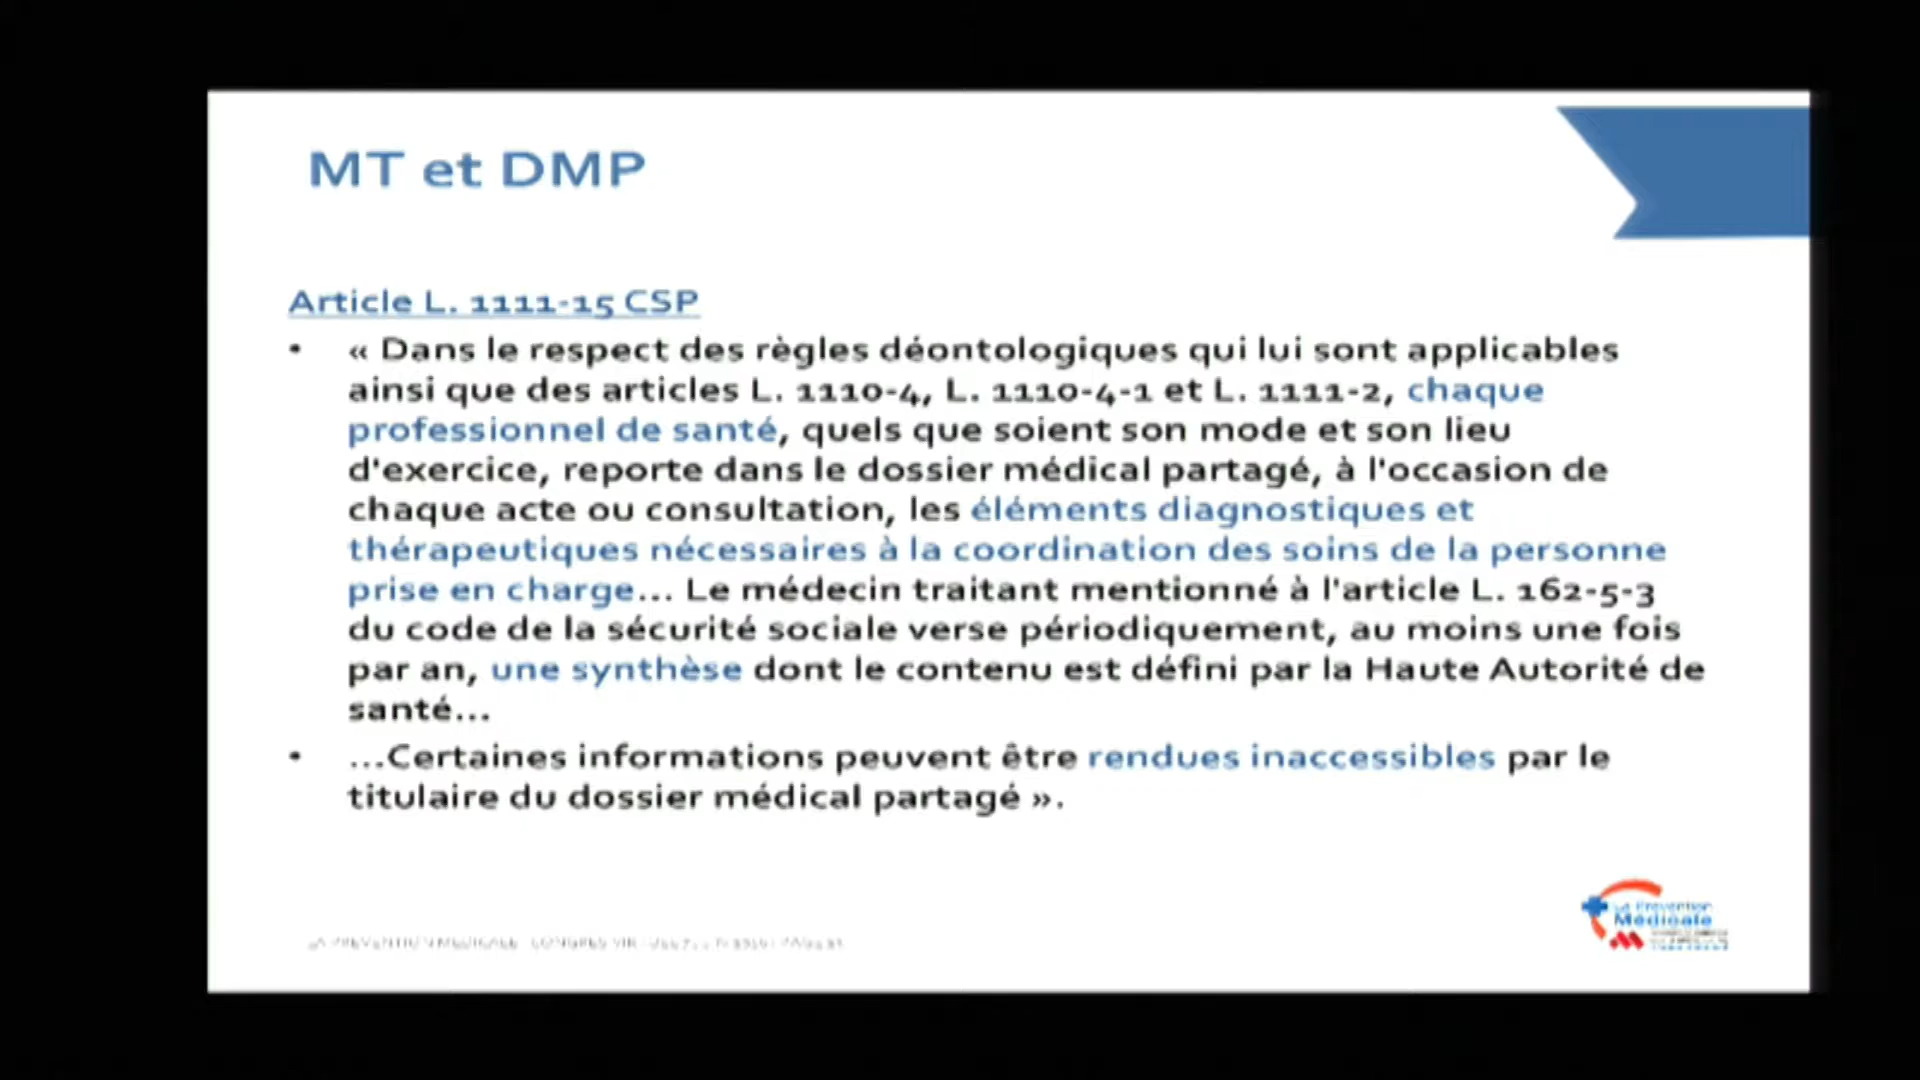 MT et DMP
Article L. 1111-15 CSP
• « Dans le respect des règles déontologiques qui lui sont applicables
ainsi que des articles L. 1110-4, L. 1110-4-1 et L. 1111-2, chaque
professionnel de santé, quels que soient son mode et son lieu
d'exercice, reporte dans le dossier médical partagé, à l'occasion de
chaque acte ou consultation, les éléments diagnostiques et
thérapeutiques nécessaires à la coordination des soins de la personne
prise en charge... Le médecin traitant mentionné à l'article L. 162-5-3
du code de la sécurité sociale verse périodiquement, au moins une fois
par an, une synthèse dont le contenu est défini par la Haute Autorité de
santé...
• ...Certaines informations peuvent être rendues inaccessibles par le
titulaire du dossier médical partagé ».
LA PREVENTION MEDICALE
La Prévention
Médicale